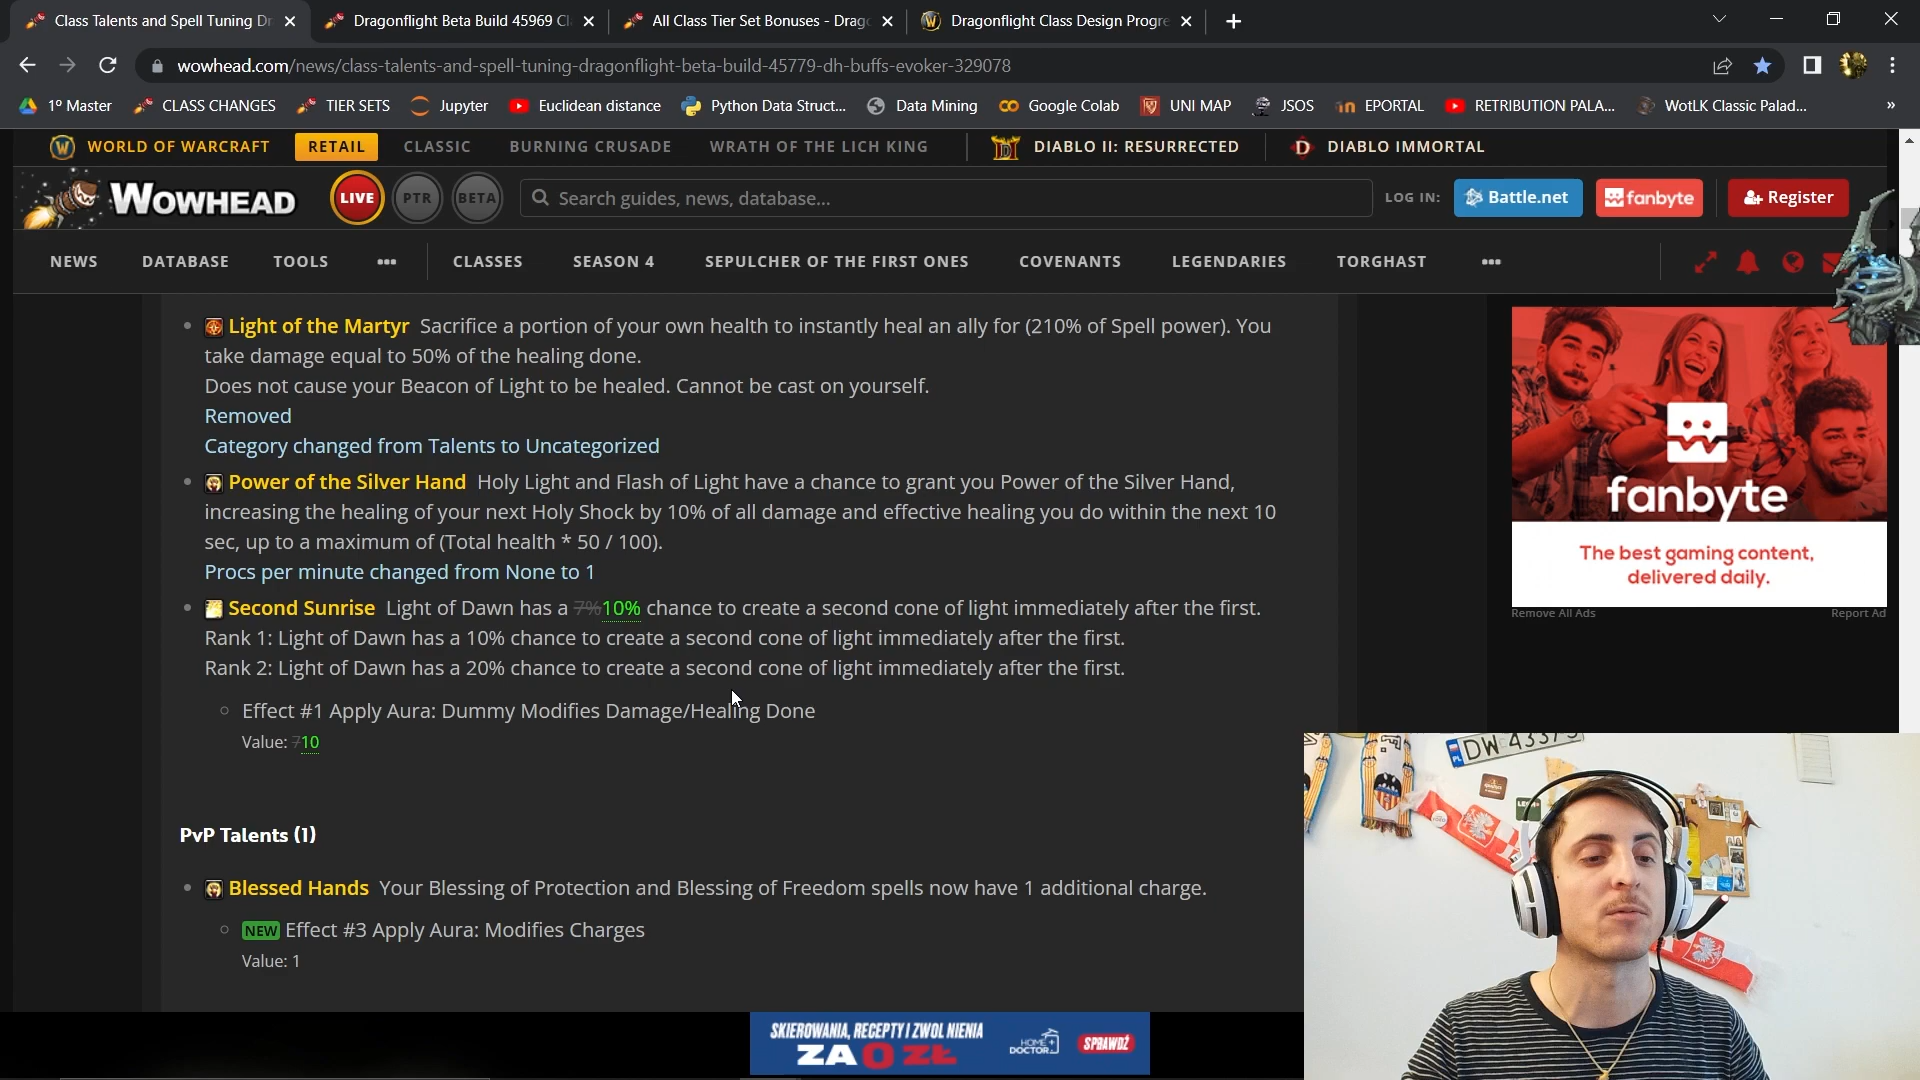 Class Talents and Spell Tuning Dr
Dragonflight Beta Build 45969 Cl
All Class Tier Set Bonuses - Drag
Dragonflight Class Design Progre
wowhead.com/news/class-talents-and-spell-tuning-dragonflight-beta-build-45779-dh-buffs-evoker-329078
1º Master
CLASS CHANGES
TIER SETS
Jupyter
Euclidean distance
Python Data Struct...
Data Mining
Google Colab
UNI MAP
JSOS
EPORTAL
RETRIBUTION PALA...
WotLK Classic Palad...
»
WORLD OF WARCRAFT
RETAIL
CLASSIC
BURNING CRUSADE
WRATH OF THE LICH KING
DIABLO II: RESURRECTED
DIABLO IMMORTAL
WOWHEAD
LIVE
PTR
BETA
Search guides, news, database...
LOG IN:
Battle.net
fanbyte
Register
NEWS
DATABASE
TOOLS
•••
CLASSES
SEASON 4
SEPULCHER OF THE FIRST ONES
COVENANTS
LEGENDARIES
TORGHAST
•••
• Light of the Martyr Sacrifice a portion of your own health to instantly heal an ally for (210% of Spell power). You
take damage equal to 50% of the healing done.
Does not cause your Beacon of Light to be healed. Cannot be cast on yourself.
Removed
Category changed from Talents to Uncategorized
• Power of the Silver Hand Holy Light and Flash of Light have a chance to grant you Power of the Silver Hand,
increasing the healing of your next Holy Shock by 10% of all damage and effective healing you do within the next 10
sec, up to a maximum of (Total health * 50 / 100).
Procs per minute changed from None to 1
• Second Sunrise Light of Dawn has a 7%10% chance to create a second cone of light immediately after the first.
Rank 1: Light of Dawn has a 10% chance to create a second cone of light immediately after the first.
Rank 2: Light of Dawn has a 20% chance to create a second cone of light immediately after the first.
Effect #1 Apply Aura: Dummy Modifies Damage/Healing Done
Value: 710
PvP Talents (1)
• Blessed Hands Your Blessing of Protection and Blessing of Freedom spells now have 1 additional charge.
NEW Effect #3 Apply Aura: Modifies Charges
Value: 1
fanbyte
The best gaming content,
delivered daily.
Remove All Ads
Report Ad
SKIEROWANIA, RECEPTY I ZWOLNIENIA
ZA 0 ZŁ
HOME+
DOCTOR
SPRAWDŹ